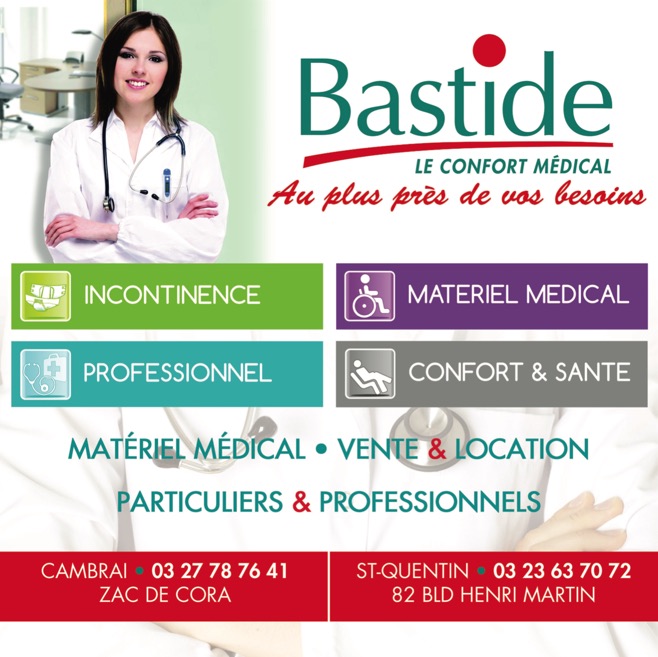 Bastide
LE CONFORT MÉDICAL
Au plus près de vos besoins
INCONTINENCE
MATERIEL MEDICAL
PROFESSIONNEL
CONFORT & SANTE
MATÉRIEL MÉDICAL • VENTE & LOCATION
PARTICULIERS & PROFESSIONNELS
CAMBRAI • 03 27 78 76 41
ZAC DE CORA
ST-QUENTIN • 03 23 63 70 72
82 BLD HENRI MARTIN